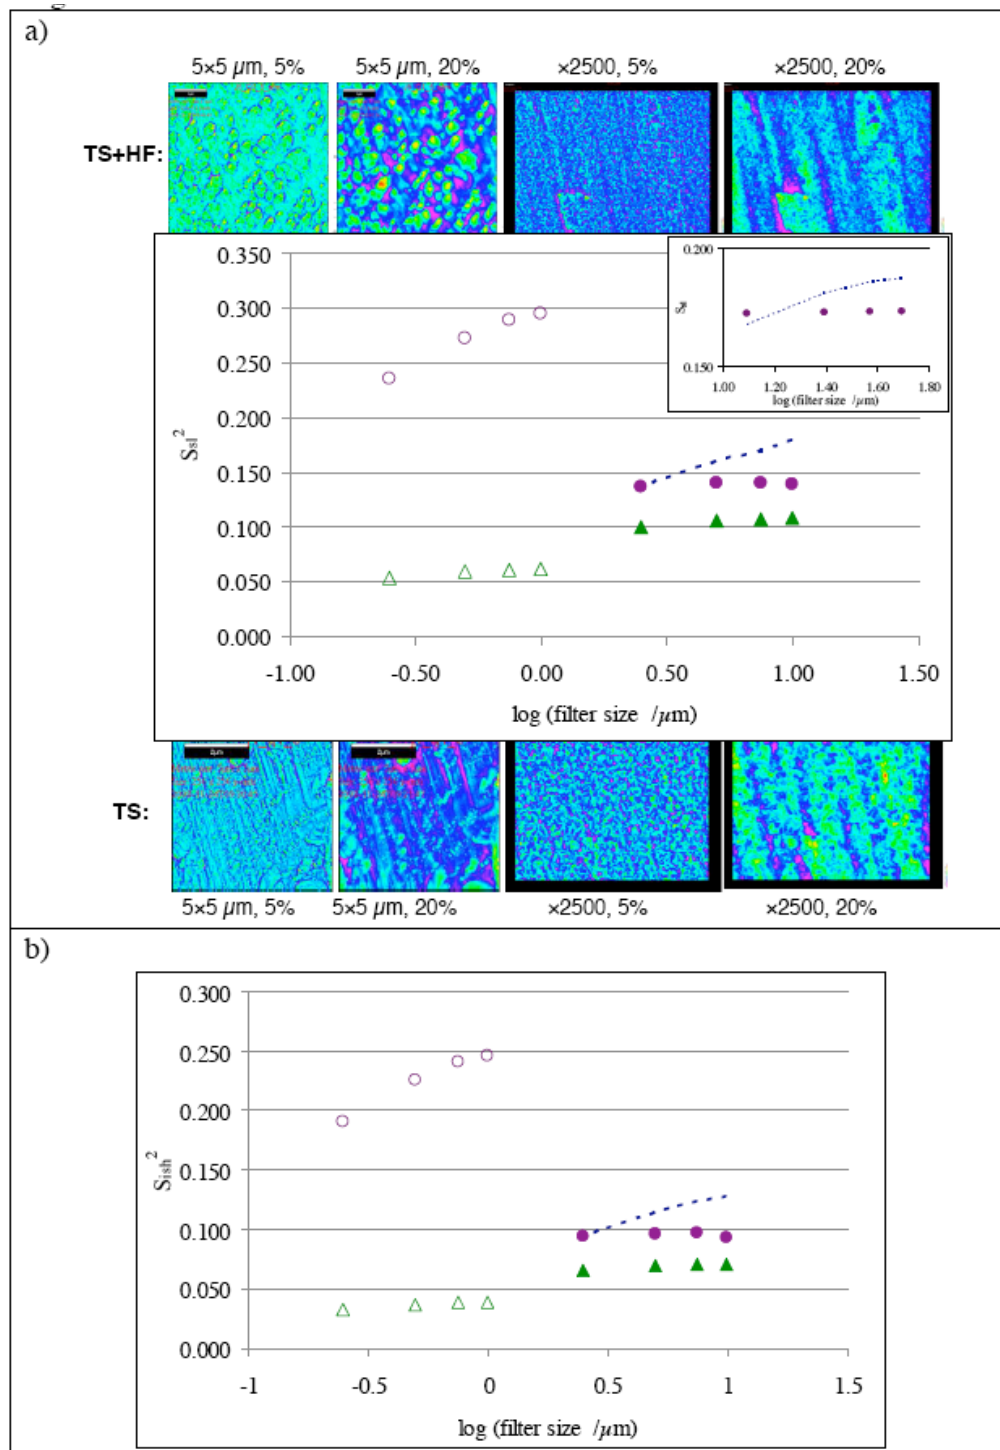 a)
5×5 µm, 5% 5×5 µm, 20% ×2500, 5% ×2500, 20%
TS+HF:
0.350
0.300
0.250
0.200
0.150
0.100
0.050
0.000
Ssl²
-1.00 -0.50 0.00 0.50 1.00 1.50
log (filter size /µm)
0.200
0.150
Ssl
1.00 1.20 1.40 1.60 1.80
log (filter size /µm)
2µm 2µm
TS:
5×5 µm, 5% 5×5 µm, 20% ×2500, 5% ×2500, 20%
b)
0.300
0.250
0.200
0.150
0.100
0.050
0.000
Sish²
-1 -0.5 0 0.5 1 1.5
log (filter size /µm)